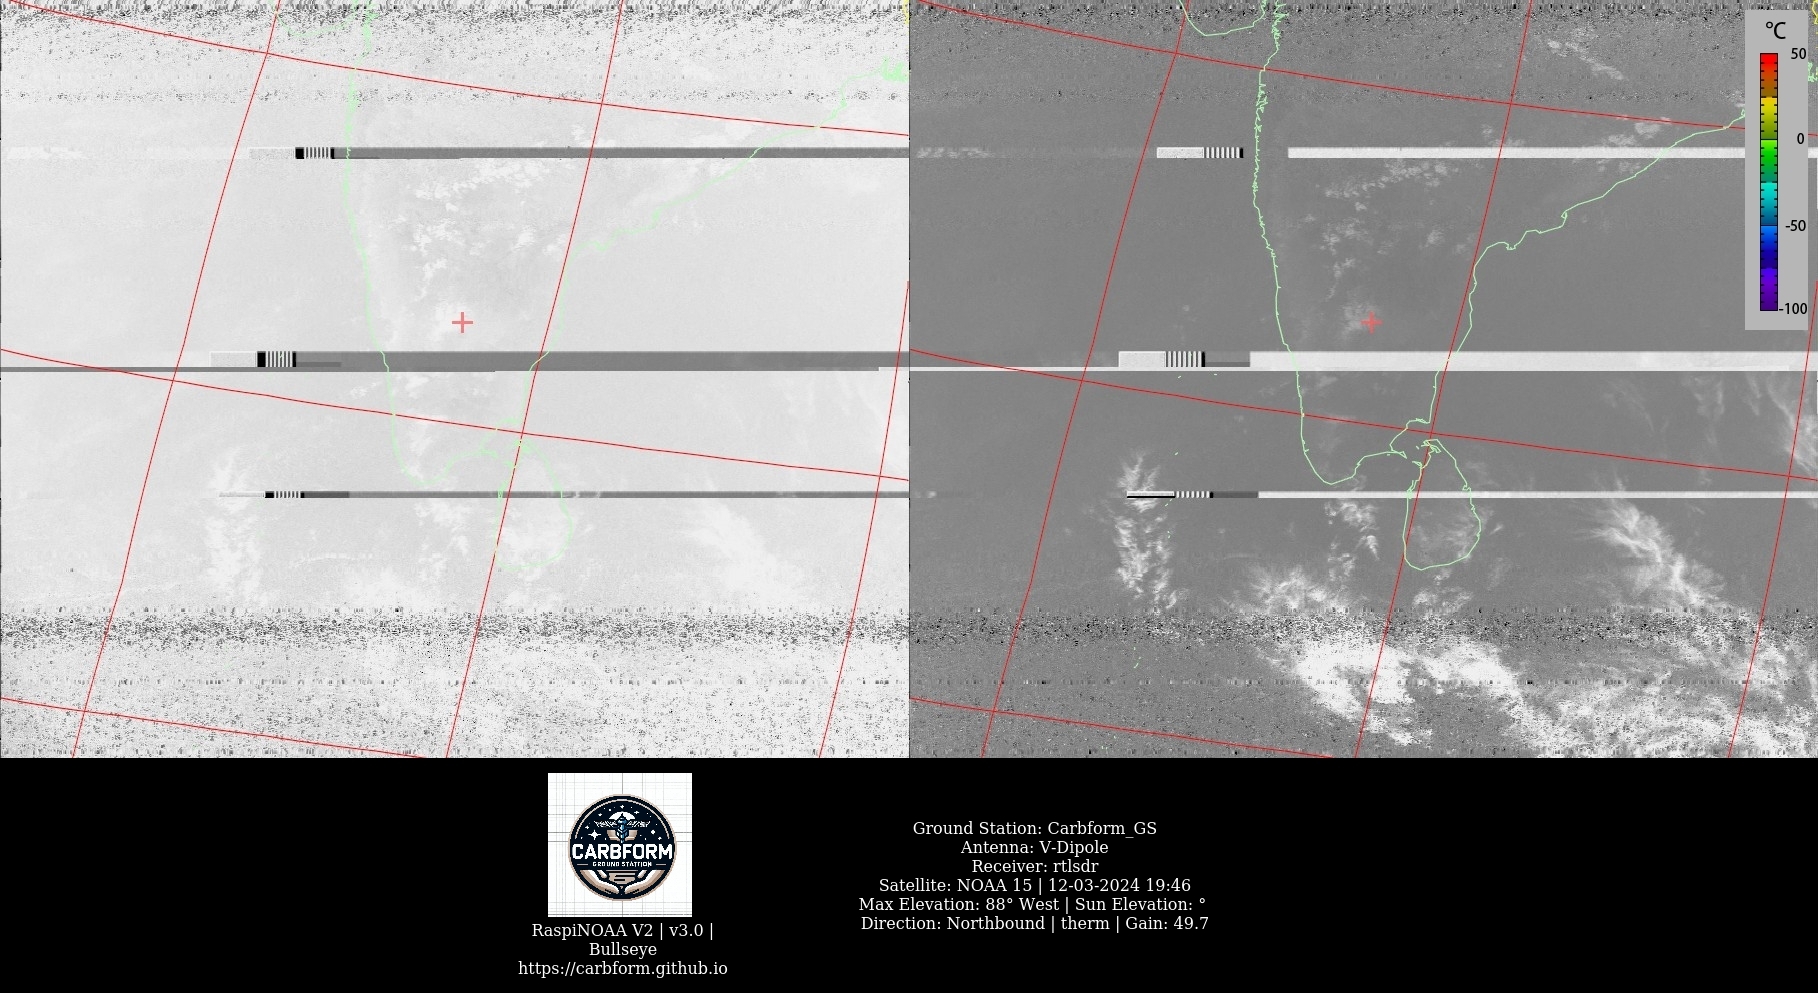 °C
50
0
-50
-100
CARBFORM
GROUND STATION
RaspiNOAA V2 | v3.0 |
Bullseye
https://carbform.github.io
Ground Station: Carbform_GS
Antenna: V-Dipole
Receiver: rtlsdr
Satellite: NOAA 15 | 12-03-2024 19:46
Max Elevation: 88° West | Sun Elevation: °
Direction: Northbound | therm | Gain: 49.7